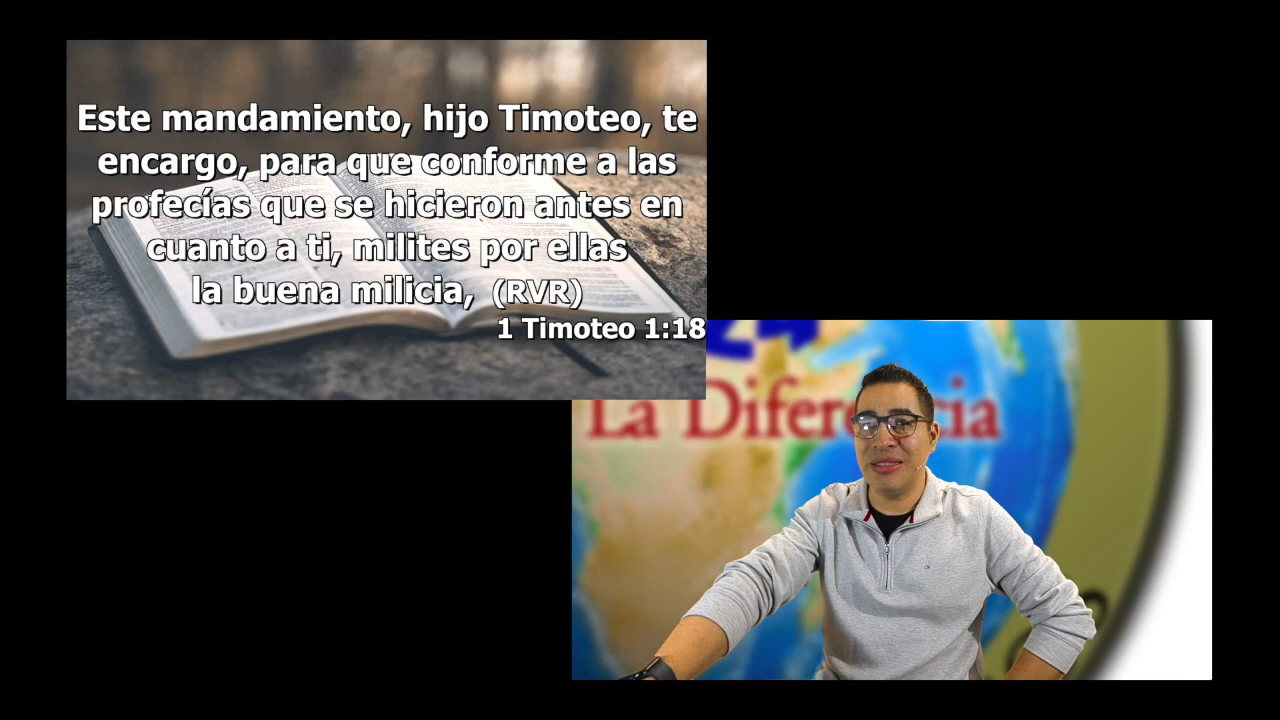 Este mandamiento, hijo Timoteo, te
encargo, para que conforme a las
profecías que se hicieron antes en
cuanto a ti, milites por ellas
la buena milicia, (RVR)
1 Timoteo 1:18
La Diferencia